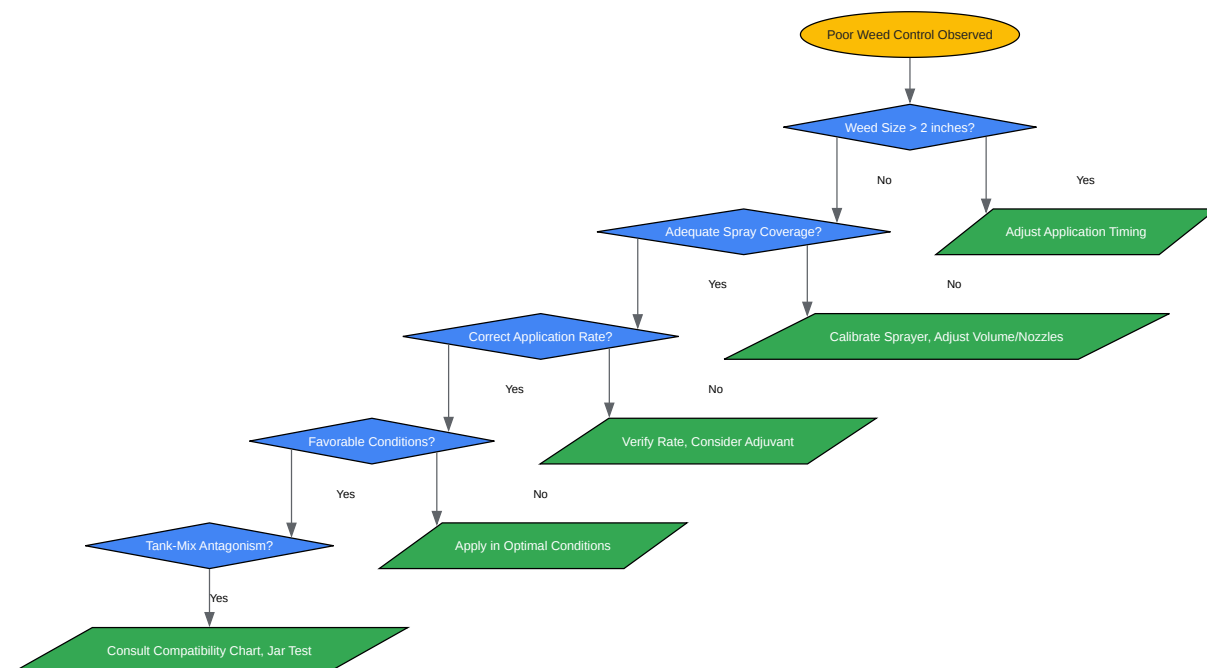 Poor Weed Control Observed
Weed Size > 2 inches?
No
Yes
Adequate Spray Coverage?
Adjust Application Timing
Yes
No
Correct Application Rate?
Calibrate Sprayer, Adjust Volume/Nozzles
Yes
No
Favorable Conditions?
Verify Rate, Consider Adjuvant
Yes
No
Tank-Mix Antagonism?
Apply in Optimal Conditions
Yes
Consult Compatibility Chart, Jar Test